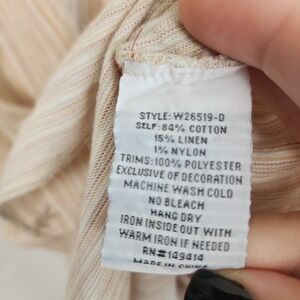 STYLE: W26519-D
SELF: 84% COTTON
15% LINEN
1% NYLON
TRIMS: 100% POLYESTER
EXCLUSIVE OF DECORATION
MACHINE WASH COLD
NO BLEACH
HANG DRY
IRON INSIDE OUT WITH
WARM IRON IF NEEDED
RN# 149414
MADE IN CHINA